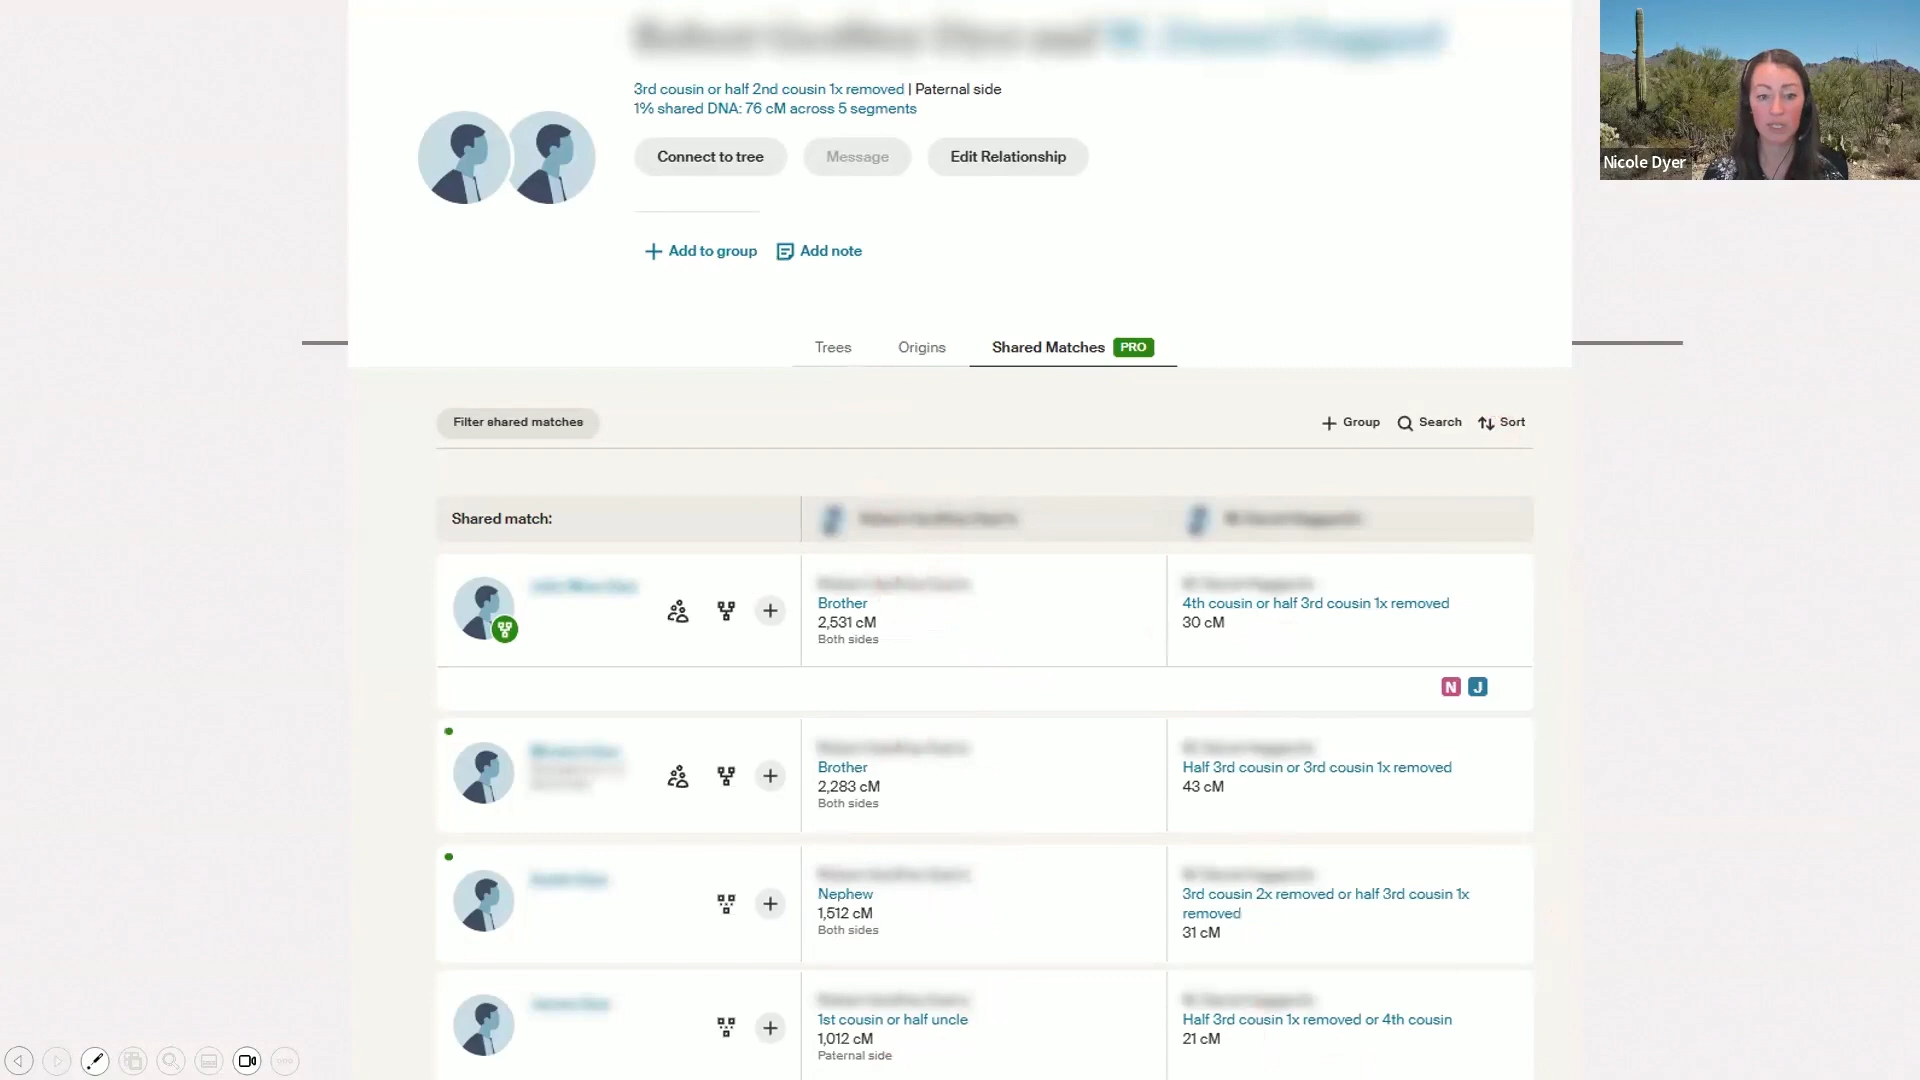 3rd cousin or half 2nd cousin 1x removed | Paternal side
1% shared DNA: 76 cM across 5 segments
Connect to tree
Message
Edit Relationship
Nicole Dyer
Add to group
Add note
Trees
Origins
Shared Matches PRO
Filter shared matches
Group
Search
Sort
Shared match:
Brother
2,531 cM
Both sides
4th cousin or half 3rd cousin 1x removed
30 cM
N J
Brother
2,283 cM
Both sides
Half 3rd cousin or 3rd cousin 1x removed
43 cM
Nephew
1,512 cM
Both sides
3rd cousin 2x removed or half 3rd cousin 1x
removed
31 cM
1st cousin or half uncle
1,012 cM
Paternal side
Half 3rd cousin 1x removed or 4th cousin
21 cM